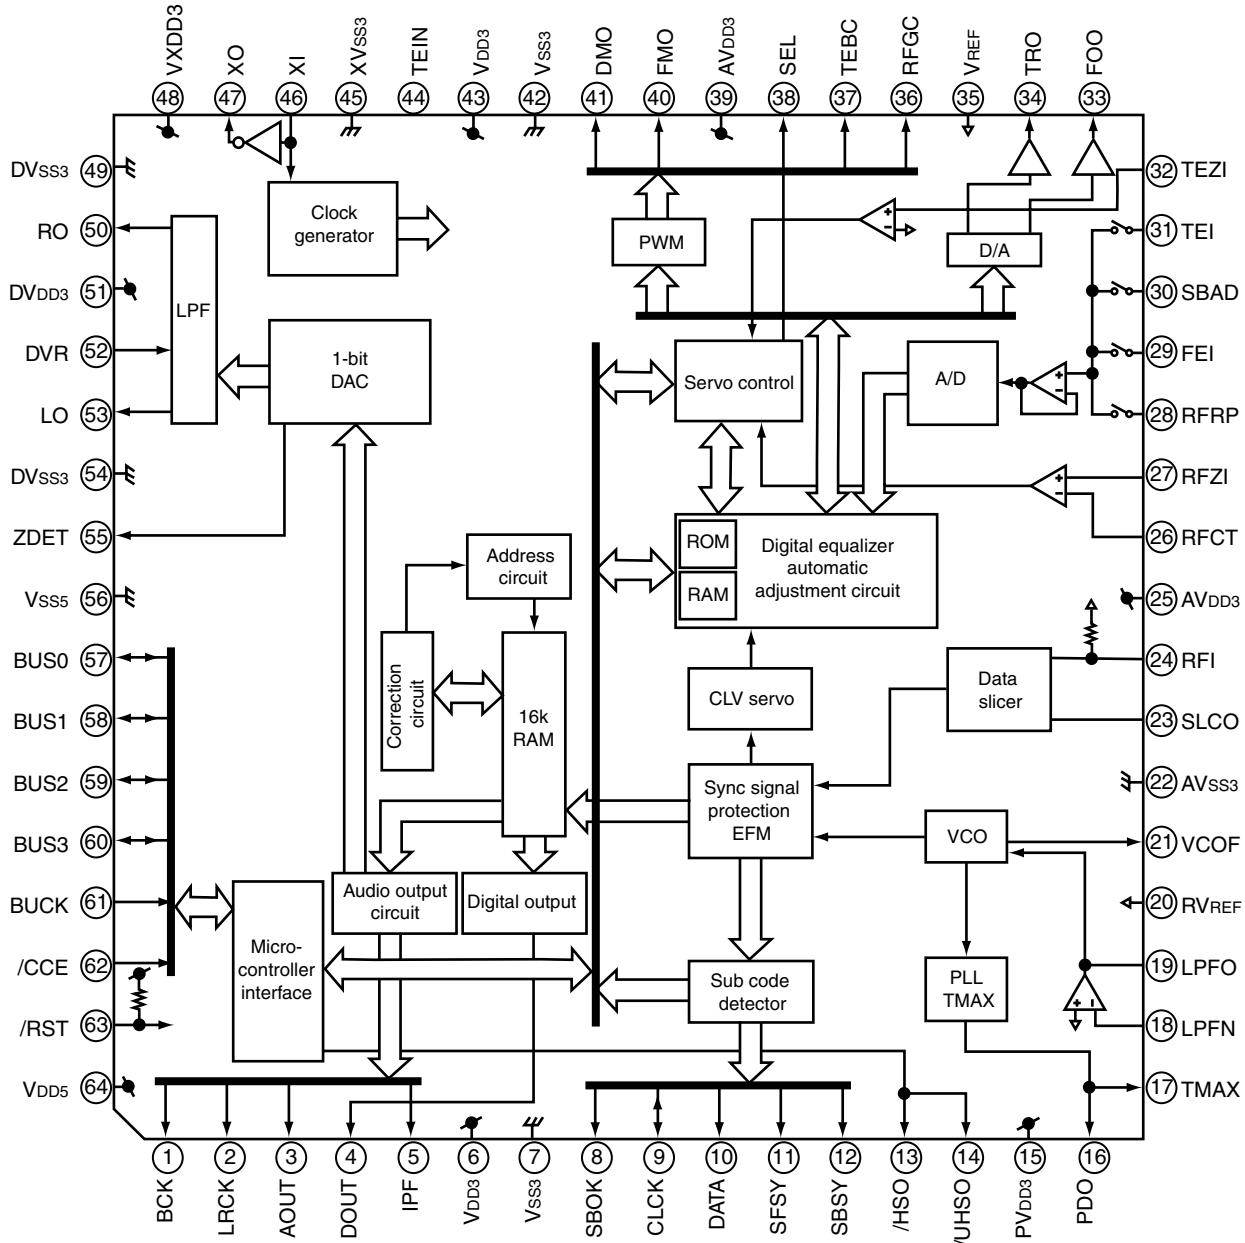 VXDD3
XO
XI
XVSS3
TEIN
VDD3
VSS3
DMO
FMO
AVDD3
SEL
TEBC
RFGC
VREF
TRO
FOO
48
47
46
45
44
43
42
41
40
39
38
37
36
35
34
33
DVSS3 49
RO 50
DVDD3 51
DVR 52
LO 53
DVSS3 54
ZDET 55
VSS5 56
BUS0 57
BUS1 58
BUS2 59
BUS3 60
BUCK 61
/CCE 62
/RST 63
VDD5 64
32 TEZI
31 TEI
30 SBAD
29 FEI
28 RFRP
27 RFZI
26 RFCT
25 AVDD3
24 RFI
23 SLCO
22 AVSS3
21 VCOF
20 RVREF
19 LPFO
18 LPFN
17 TMAX
Clock
generator
LPF
1-bit
DAC
PWM
D/A
+
-
Servo control
A/D
+
-
+
-
ROM
RAM
Digital equalizer
automatic
adjustment circuit
Address
circuit
Correction
circuit
16k
RAM
CLV servo
Data
slicer
Sync signal
protection
EFM
VCO
Audio output
circuit
Digital output
Micro-
controller
interface
Sub code
detector
PLL
TMAX
+
-
1
2
3
4
5
6
7
8
9
10
11
12
13
14
15
16
BCK
LRCK
AOUT
DOUT
IPF
VDD3
VSS3
SBOK
CLCK
DATA
SFSY
SBSY
/HSO
/UHSO
PVDD3
PDO